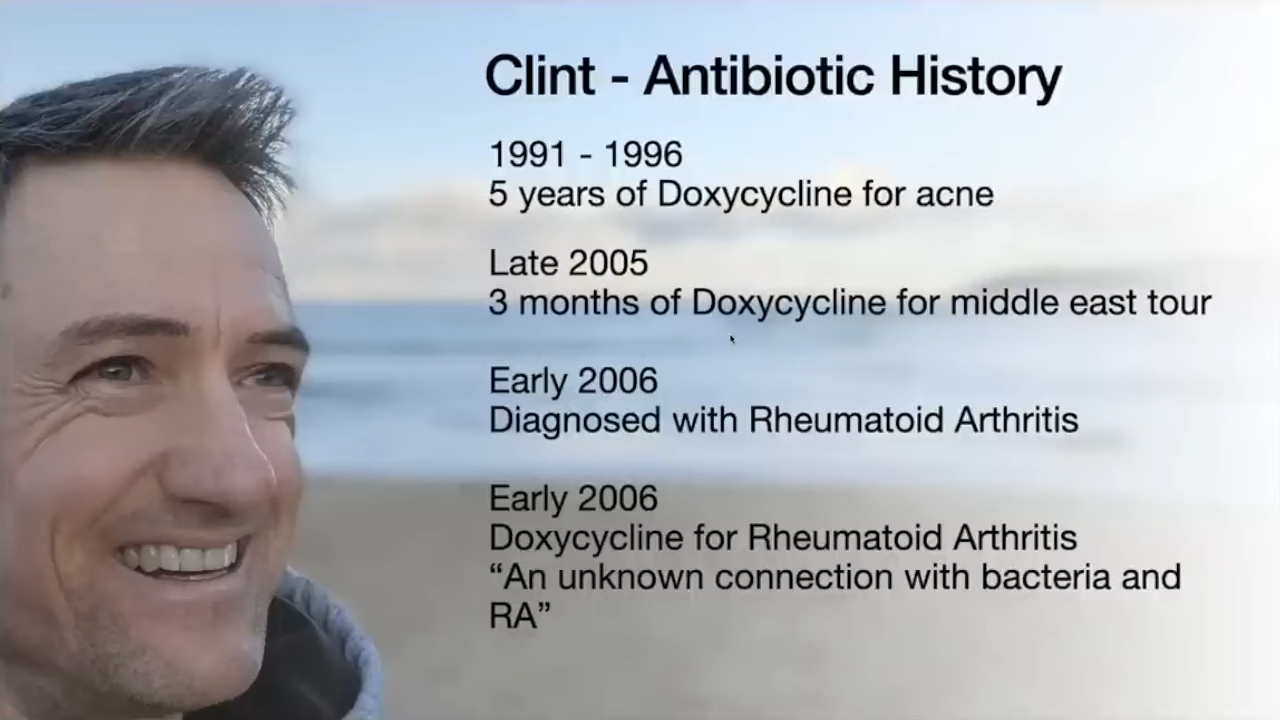 Clint - Antibiotic History
1991 - 1996
5 years of Doxycycline for acne
Late 2005
3 months of Doxycycline for middle east tour
Early 2006
Diagnosed with Rheumatoid Arthritis
Early 2006
Doxycycline for Rheumatoid Arthritis
“An unknown connection with bacteria and
RA”